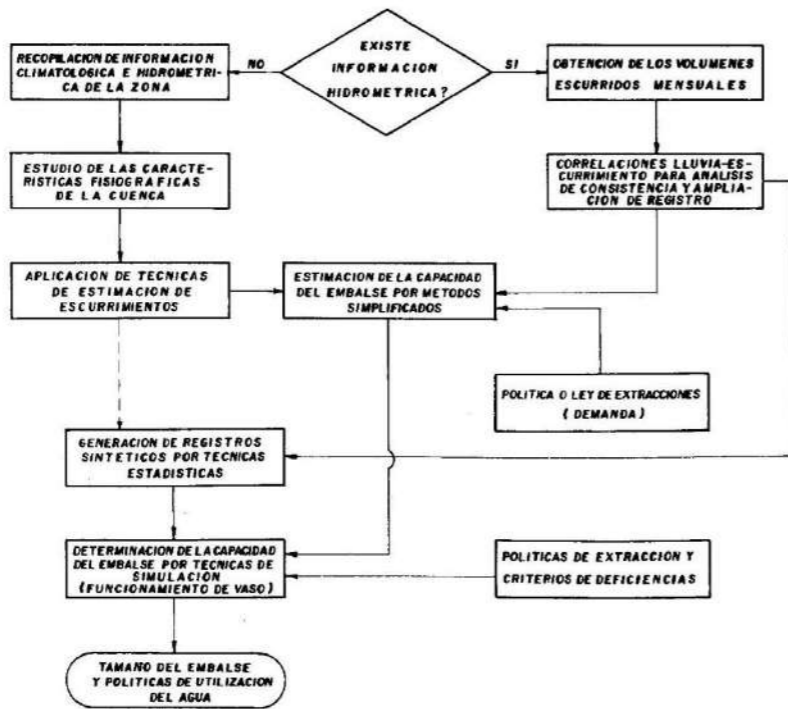 EXISTE
INFORMACION
HIDROMETRICA?
NO
SI
RECOPILACION DE INFORMACION
CLIMATOLOGICA E HIDROMETRI-
CA DE LA ZONA
OBTENCION DE LOS VOLUMENES
ESCURRIDOS MENSUALES
ESTUDIO DE LAS CARACTE-
RISTICAS FISIOGRAFICAS
DE LA CUENCA
CORRELACIONES LLUVIA-ES-
CURRIMIENTO PARA ANALISIS
DE CONSISTENCIA Y AMPLIA-
CION DE REGISTRO
APLICACION DE TECNICAS
DE ESTIMACION DE
ESCURRIMIENTOS
ESTIMACION DE LA CAPACIDAD
DEL EMBALSE POR METODOS
SIMPLIFICADOS
POLITICA O LEY DE EXTRACCIONES
( DEMANDA )
GENERACION DE REGISTROS
SINTETICOS POR TECNICAS
ESTADISTICAS
DETERMINACION DE LA CAPACIDAD
DEL EMBALSE POR TECNICAS DE
SIMULACIÓN
(FUNCIONAMIENTO DE VASO)
POLITICAS DE EXTRACCION Y
CRITERIOS DE DEFICIENCIAS
TAMAÑO DEL EMBALSE
Y POLITICAS DE UTILIZACION
DEL AGUA